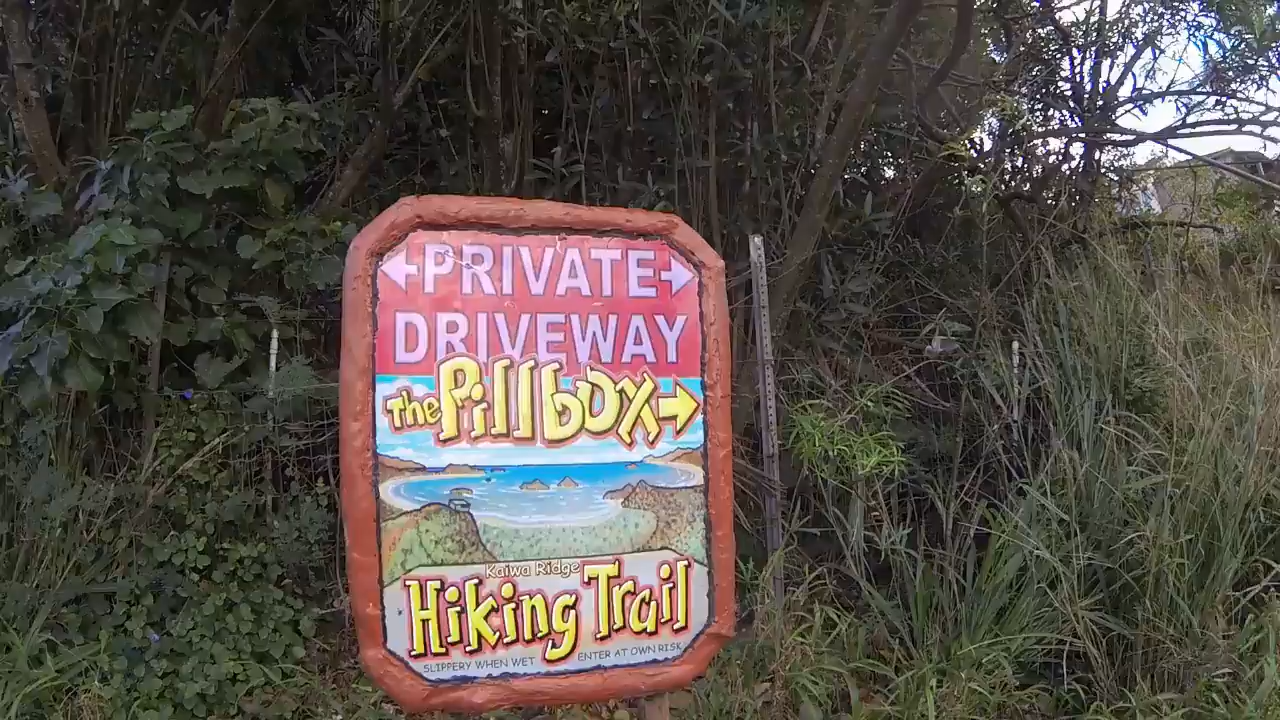 PRIVATE
DRIVEWAY
the Pillbox
Kaiwa Ridge
Hiking Trail
SLIPPERY WHEN WET ENTER AT OWN RISK